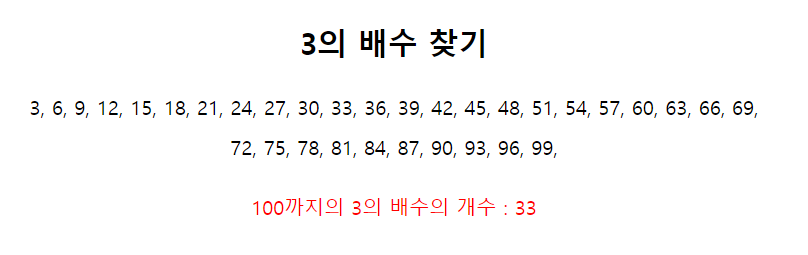 3의 배수 찾기
3, 6, 9, 12, 15, 18, 21, 24, 27, 30, 33, 36, 39, 42, 45, 48, 51, 54, 57, 60, 63, 66, 69,
72, 75, 78, 81, 84, 87, 90, 93, 96, 99,
100까지의 3의 배수의 개수 : 33